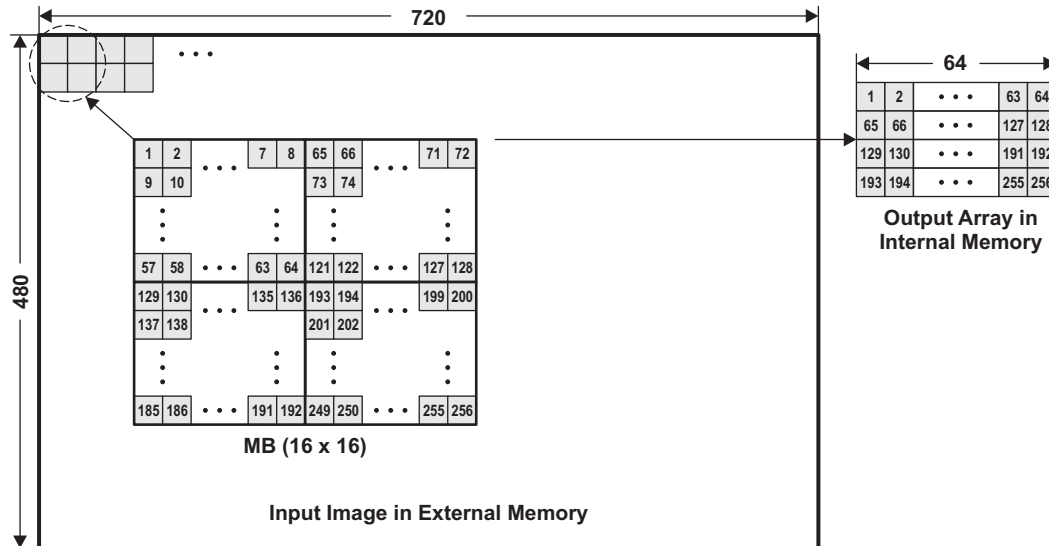 720
64
1 2 • • • 63 64
65 66 • • • 127 128
129 130 • • • 191 192
193 194 • • • 255 256
Output Array in
Internal Memory
480
1 2 • • • 7 8 65 66 • • • 71 72
9 10 73 74
57 58 • • • 63 64 121 122 • • • 127 128
129 130 • • • 135 136 193 194 • • • 199 200
137 138 201 202
185 186 • • • 191 192 249 250 • • • 255 256
MB (16 x 16)
Input Image in External Memory